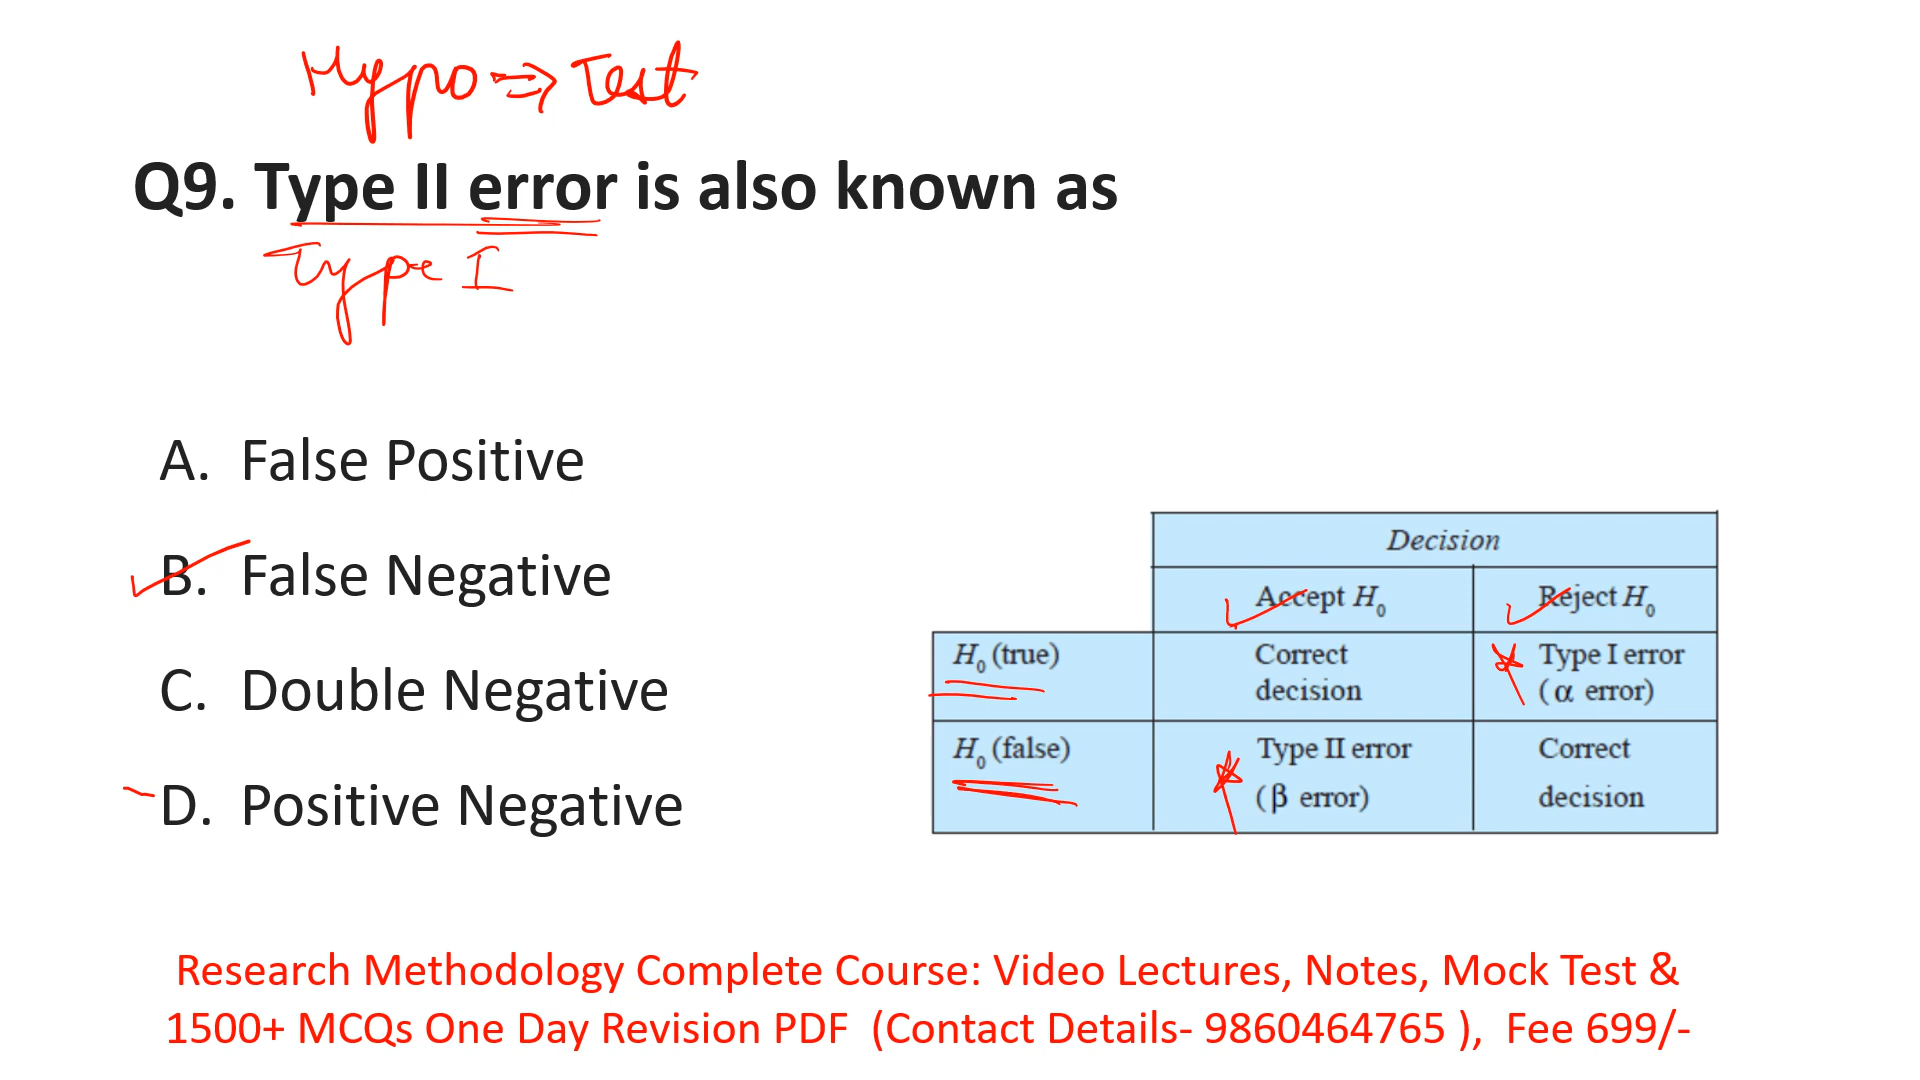 Hypo => Test
Q9. Type II error is also known as
Type I
A. False Positive
B. False Negative
C. Double Negative
D. Positive Negative
Decision
Accept H₀ Reject H₀
H₀ (true) Correct decision Type I error (α error)
H₀ (false) Type II error (β error) Correct decision
Research Methodology Complete Course: Video Lectures, Notes, Mock Test &
1500+ MCQs One Day Revision PDF (Contact Details- 9860464765 ), Fee 699/-